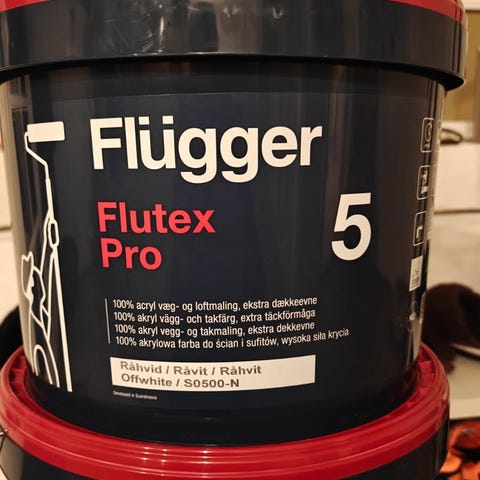 Flügger
Flutex
Pro
5
100% acryl væg- og loftmaling, ekstra dækkeevne
100% akryl vägg- och takfärg, extra täckförmåga
100% akryl vegg- og takmaling, ekstra dekkevne
100% akrylowa farba do ścian i sufitów, wysoka siła krycia
Råhvid / Råvit / Råhvit
Offwhite / S0500-N
Developed in Scandinavia